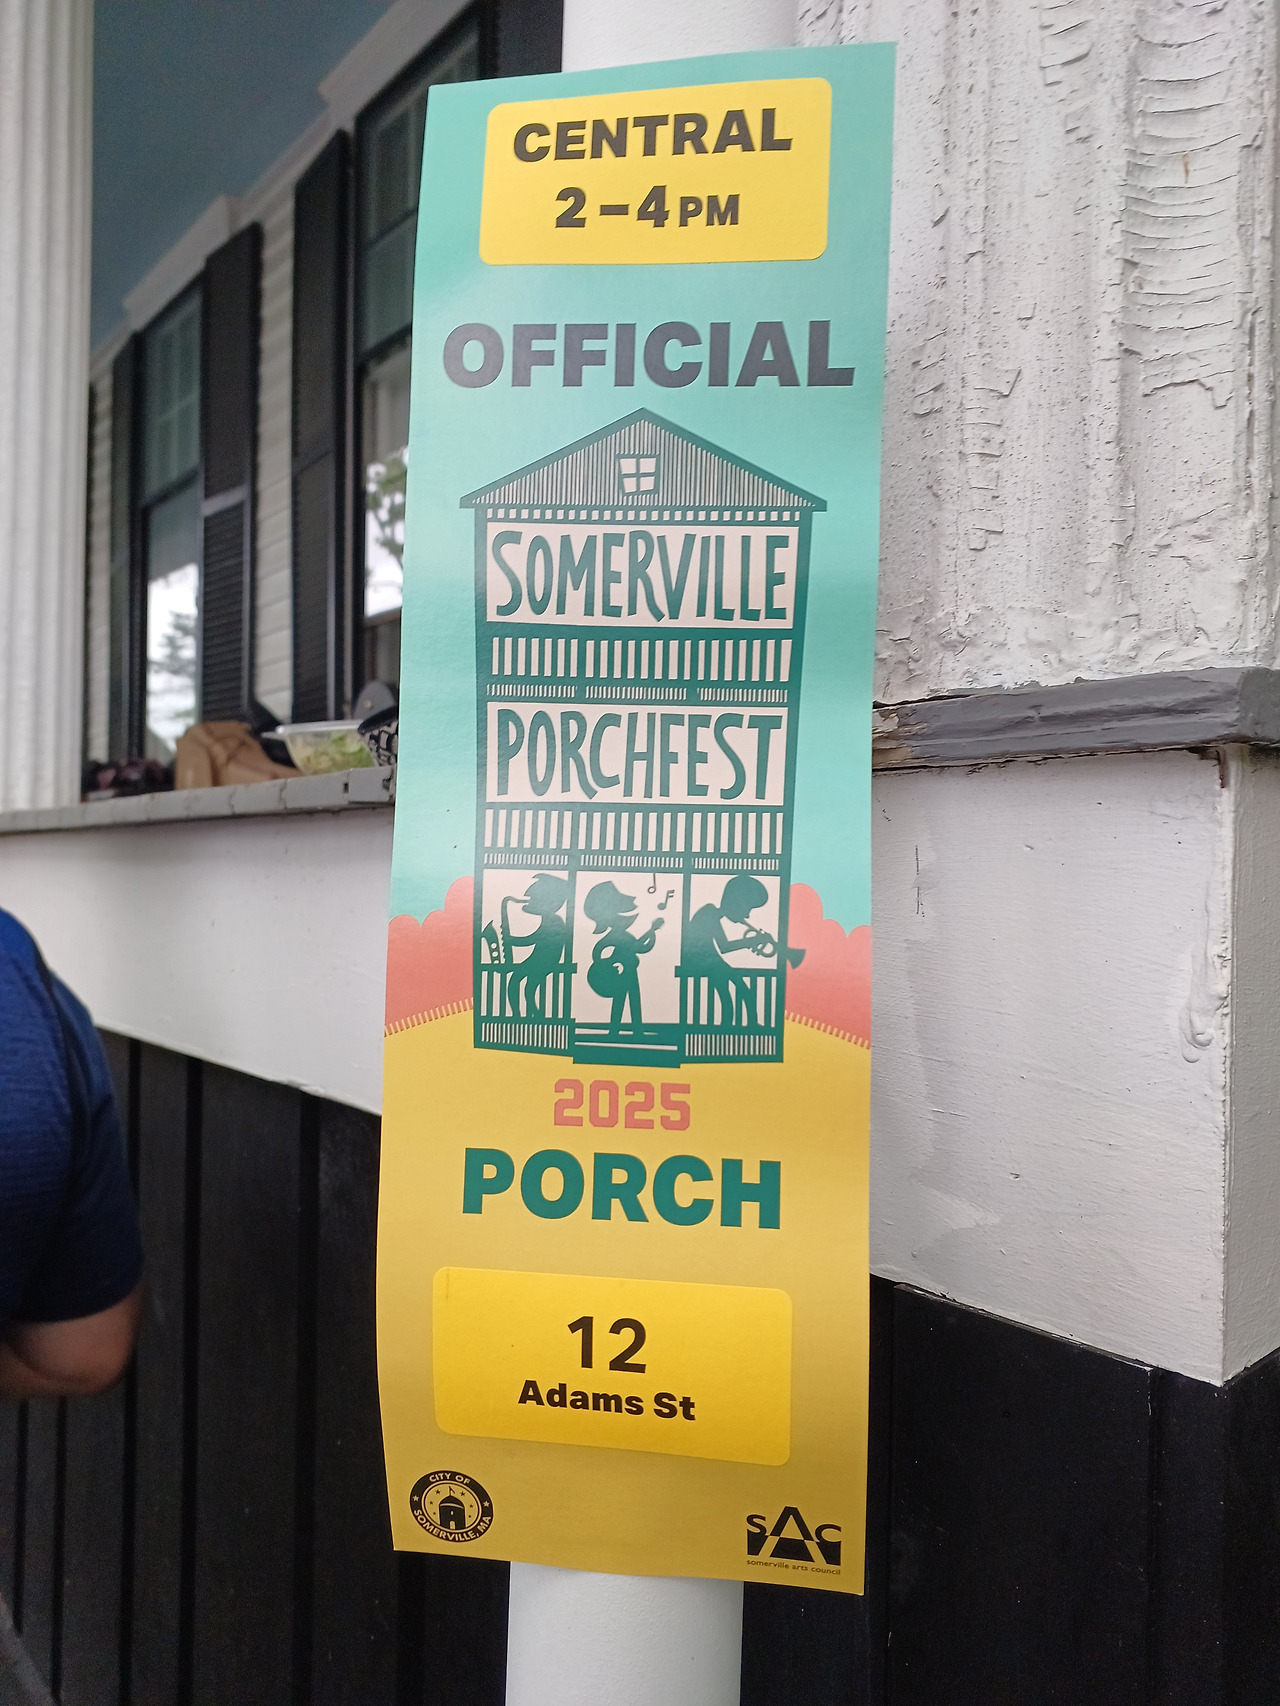 CENTRAL
2–4 PM
OFFICIAL
SOMERVILLE
PORCHFEST
2025
PORCH
12
Adams St
CITY OF
SOMERVILLE, MA
SAC
somerville arts council